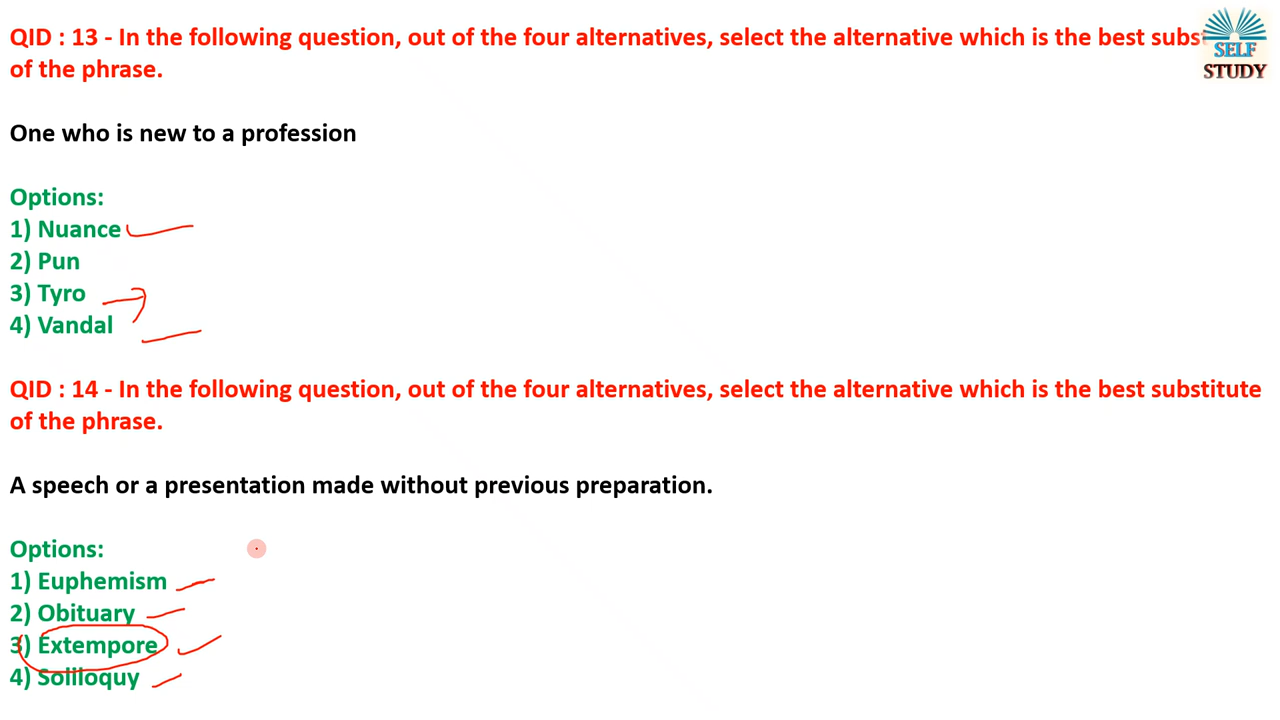 QID : 13 - In the following question, out of the four alternatives, select the alternative which is the best subst
of the phrase.
SELF
STUDY
One who is new to a profession
Options:
1) Nuance
2) Pun
3) Tyro
4) Vandal
QID : 14 - In the following question, out of the four alternatives, select the alternative which is the best substitute
of the phrase.
A speech or a presentation made without previous preparation.
Options:
1) Euphemism
2) Obituary
3) Extempore
4) Soliloquy